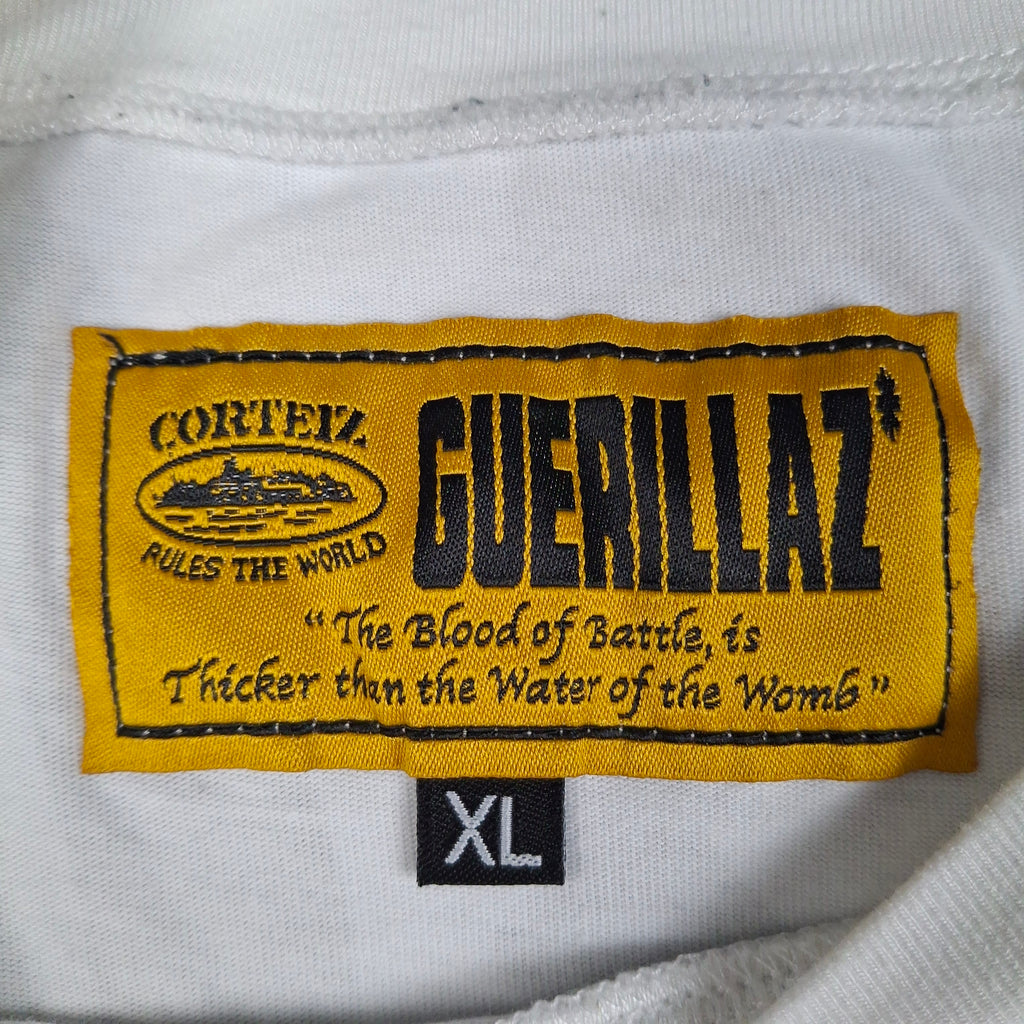 CORTEIZ
RULES THE WORLD
GUERILLAZ
“The Blood of Battle, is
Thicker than the Water of the Womb”
XL